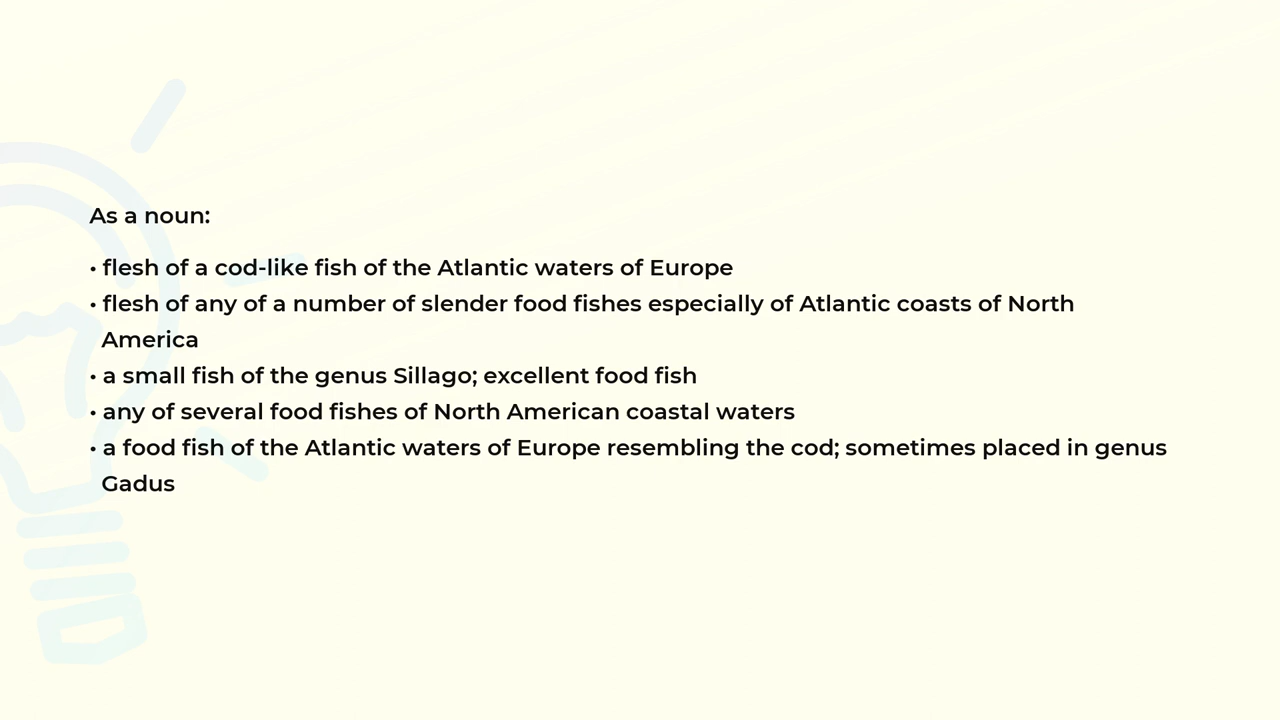 As a noun:
• flesh of a cod-like fish of the Atlantic waters of Europe
• flesh of any of a number of slender food fishes especially of Atlantic coasts of North
America
• a small fish of the genus Sillago; excellent food fish
• any of several food fishes of North American coastal waters
• a food fish of the Atlantic waters of Europe resembling the cod; sometimes placed in genus
Gadus